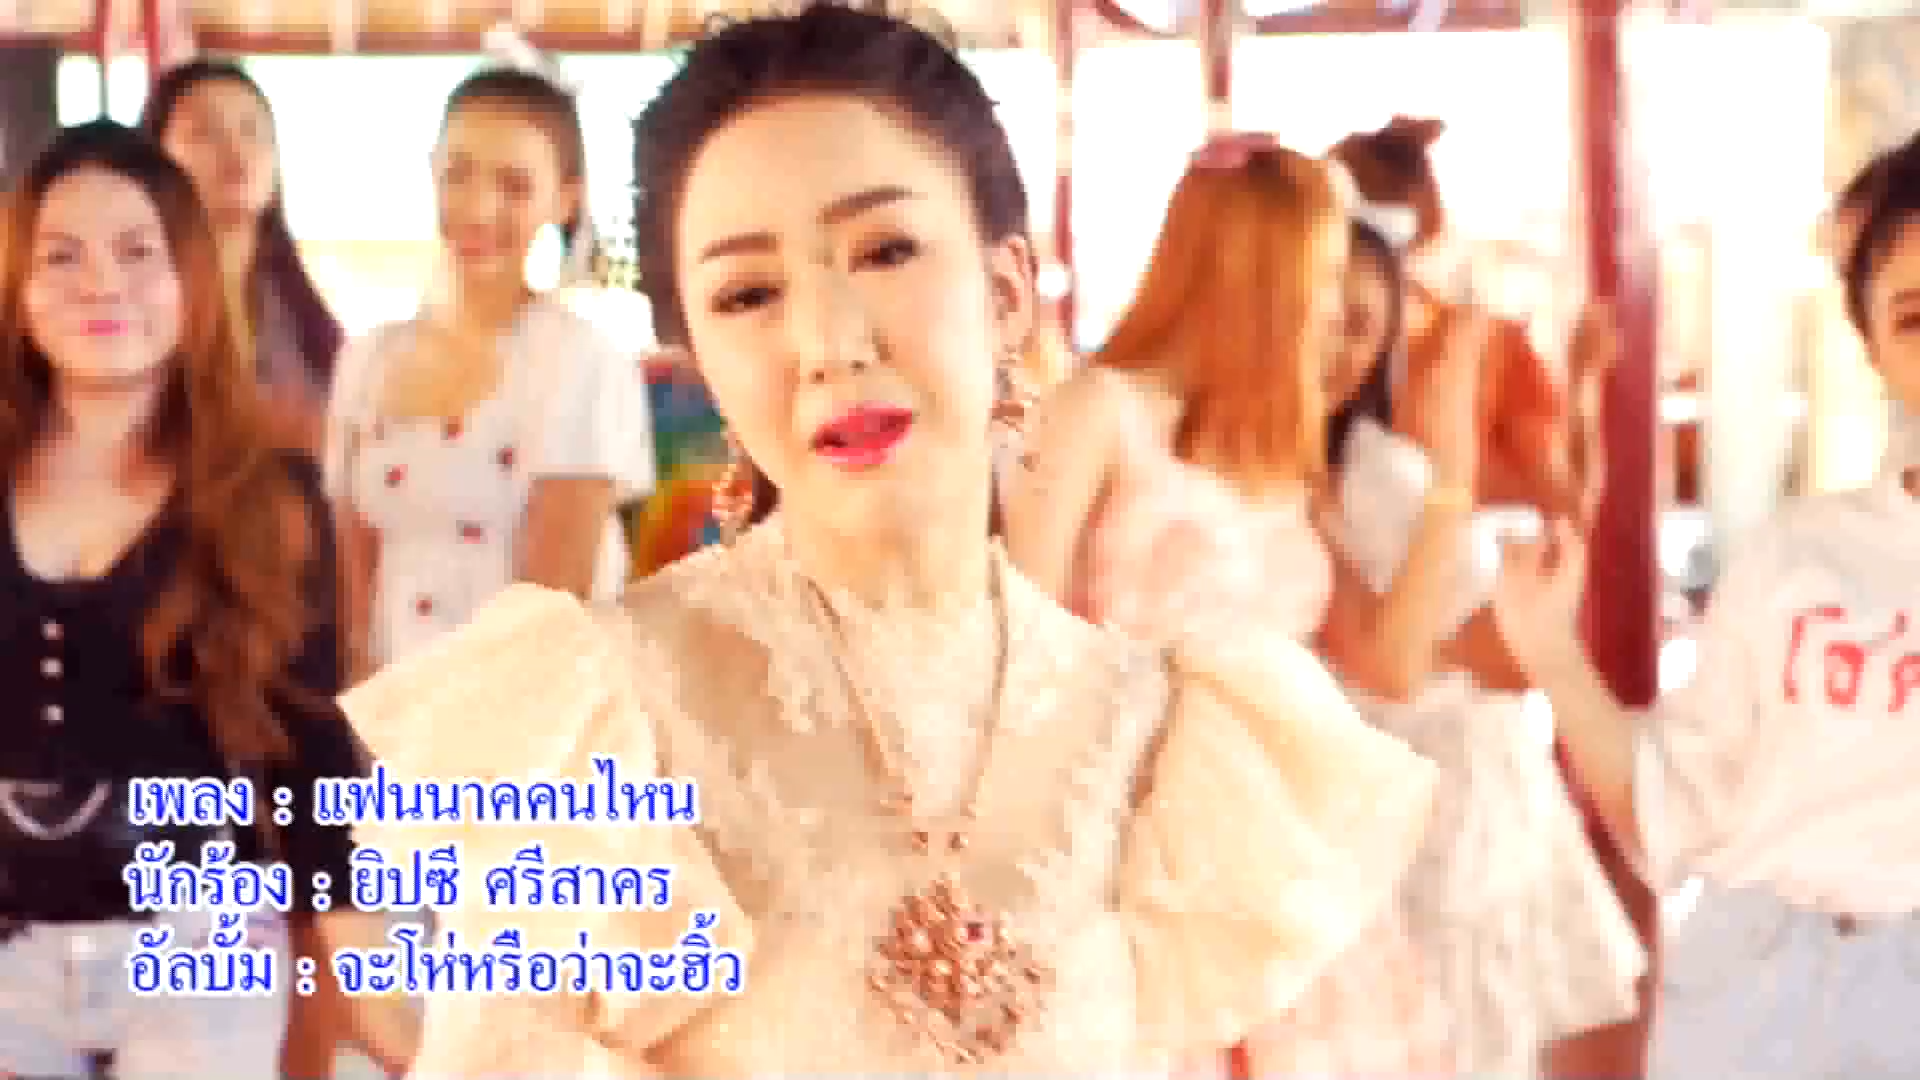 เพลง : แฟนนาคคนไหน
นักร้อง : ยิปซี ศรีสาคร
อัลบั้ม : จะโห่หรือว่าจะฮิ้ว